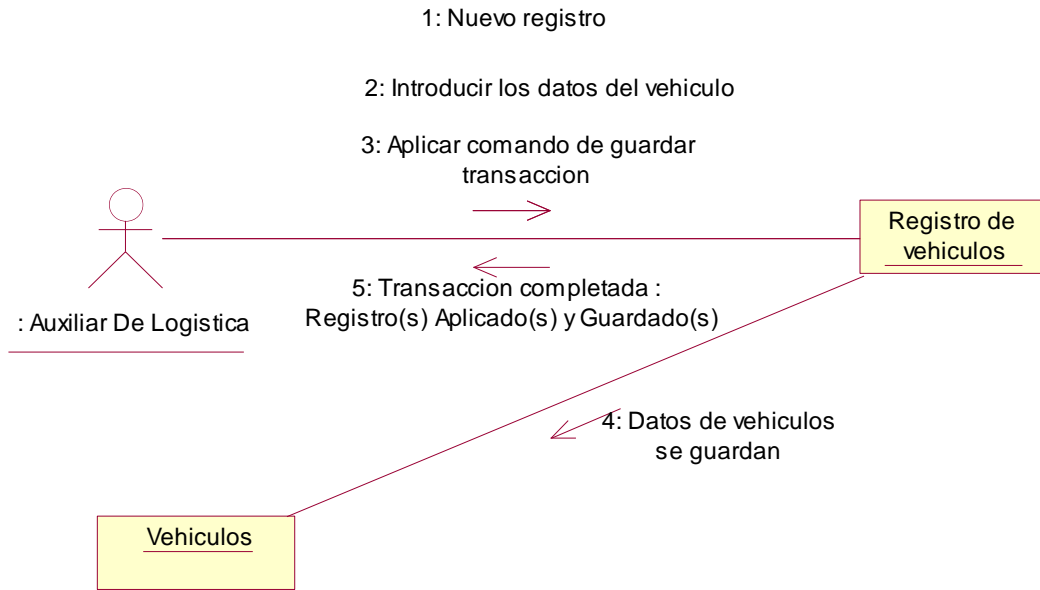 1: Nuevo registro
2: Introducir los datos del vehiculo
3: Aplicar comando de guardar
transaccion
Registro de
vehiculos
5: Transaccion completada :
Registro(s) Aplicado(s) y Guardado(s)
: Auxiliar De Logistica
4: Datos de vehiculos
se guardan
Vehiculos